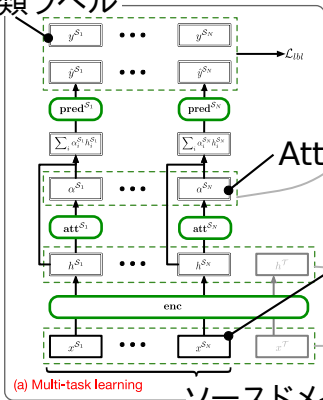 類ラベル
y^{S_1} ••• y^{S_N}
ŷ^{S_1} ••• ŷ^{S_N} L_{lbl}
pred^{S_1} pred^{S_N}
∑_i α_i^{S_1} h_i^{S_1} ∑_i α_i^{S_N} h_i^{S_N}
Att
α^{S_1} ••• α^{S_N}
att^{S_1} att^{S_N}
h^{S_1} ••• h^{S_N} h^T
enc
x^{S_1} ••• x^{S_N} x^T
(a) Multi-task learning
ソースドメ